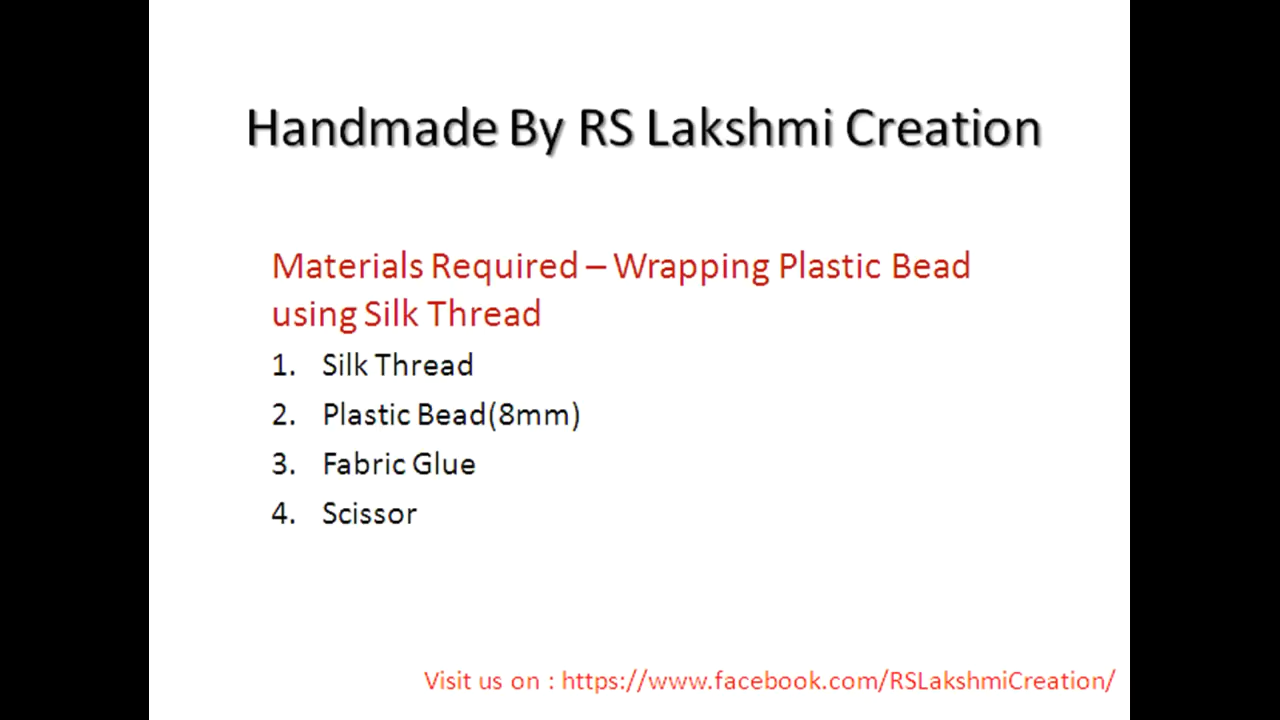 Handmade By RS Lakshmi Creation
Materials Required – Wrapping Plastic Bead
using Silk Thread
1. Silk Thread
2. Plastic Bead(8mm)
3. Fabric Glue
4. Scissor
Visit us on : https://www.facebook.com/RSLakshmiCreation/